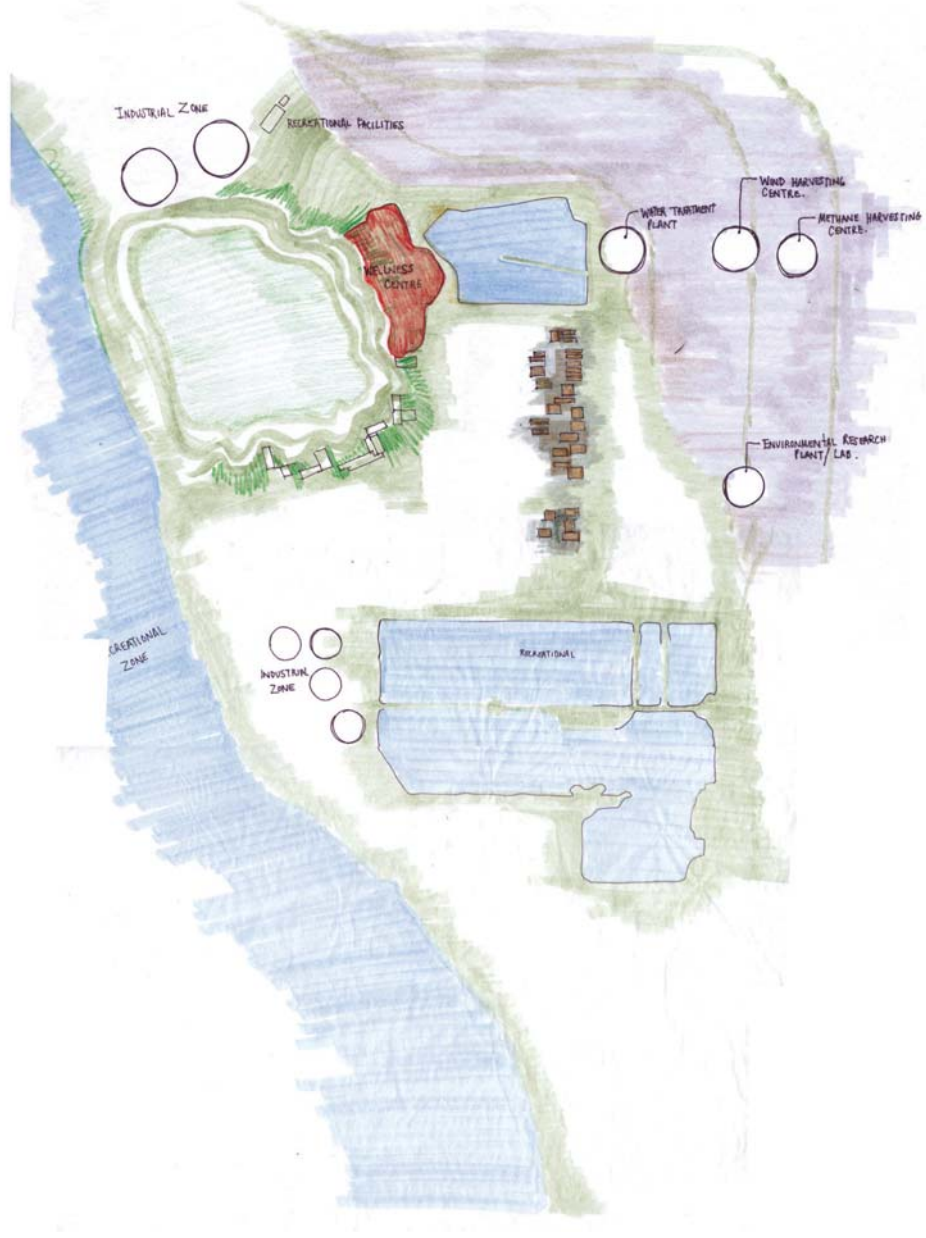 INDUSTRIAL ZONE
RECREATIONAL FACILITIES
WIND HARVESTING
CENTRE.
WATER TREATMENT
PLANT
METHANE HARVESTING
CENTRE.
WELLNESS
CENTRE
ENVIRONMENTAL RESEARCH
PLANT/LAB.
CREATIONAL
ZONE
RECREATIONAL
INDUSTRIAL
ZONE